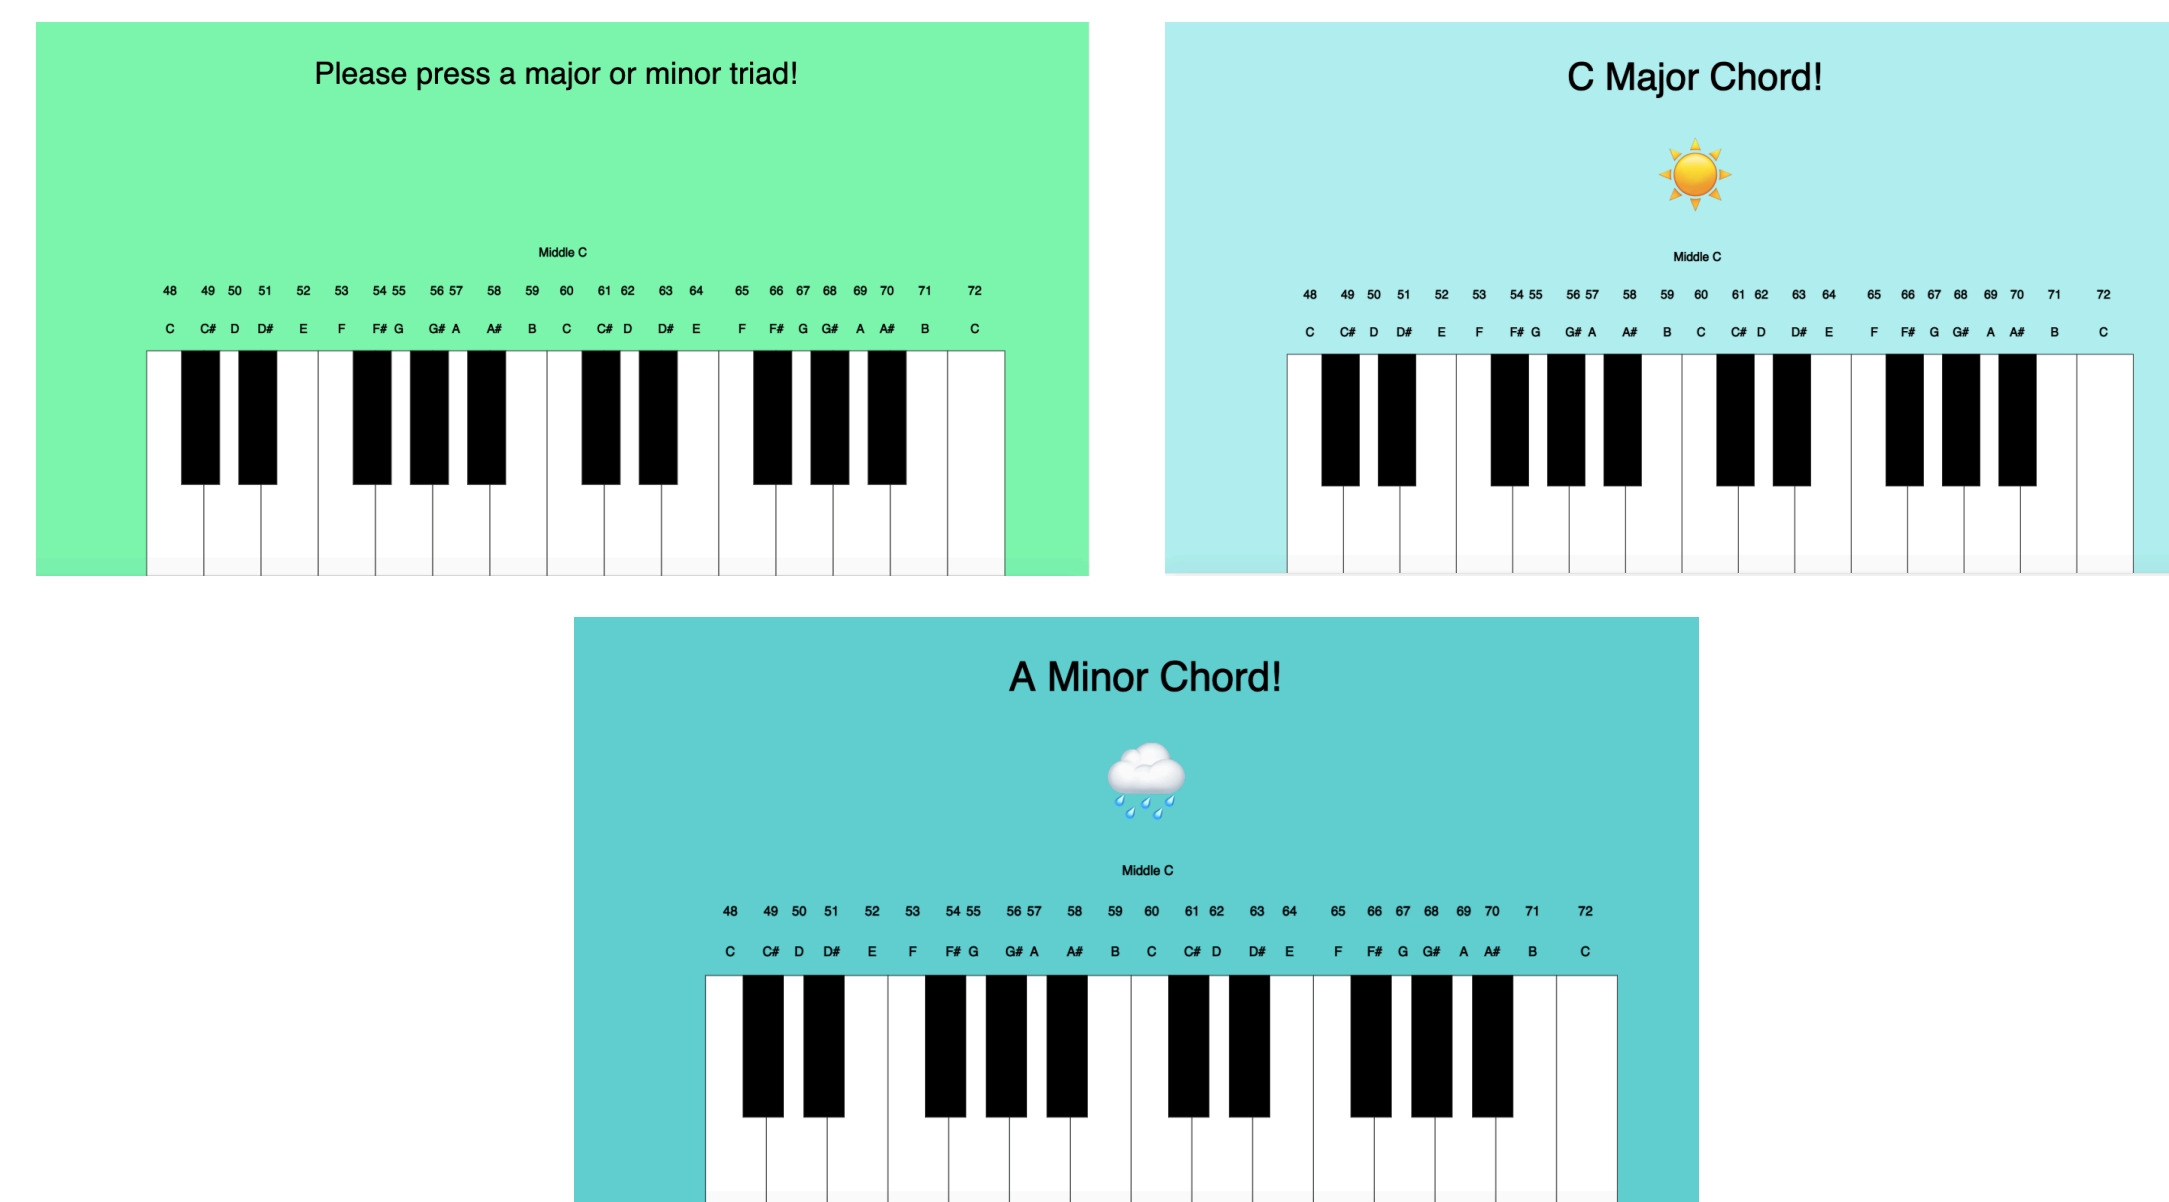 Please press a major or minor triad!
Middle C
48 49 50 51 52 53 54 55 56 57 58 59 60 61 62 63 64 65 66 67 68 69 70 71 72
C C# D D# E F F# G G# A A# B C C# D D# E F F# G G# A A# B C
C Major Chord!
Middle C
48 49 50 51 52 53 54 55 56 57 58 59 60 61 62 63 64 65 66 67 68 69 70 71 72
C C# D D# E F F# G G# A A# B C C# D D# E F F# G G# A A# B C
A Minor Chord!
Middle C
48 49 50 51 52 53 54 55 56 57 58 59 60 61 62 63 64 65 66 67 68 69 70 71 72
C C# D D# E F F# G G# A A# B C C# D D# E F F# G G# A A# B C